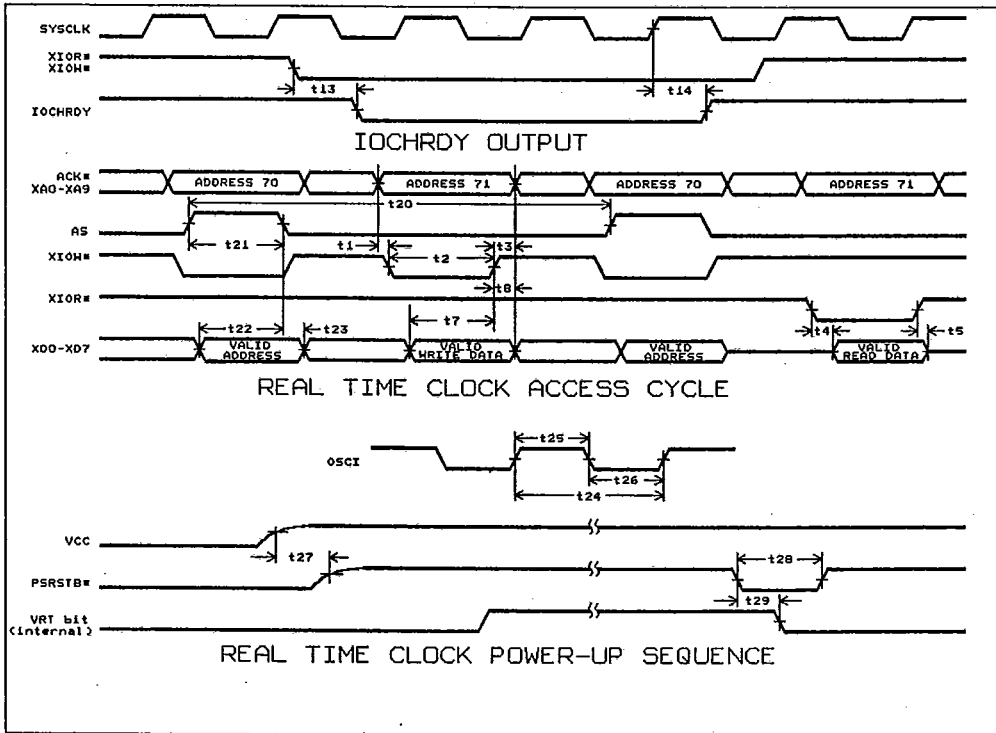 SYSCLK
XIOR#
XIOW#
t13
t14
IOCHRDY
IOCHRDY OUTPUT
ACK#
XA0-XA9
ADDRESS 70
ADDRESS 71
ADDRESS 70
ADDRESS 71
t20
AS
t21
t1
t3
XIOW#
t2
t8
XIOR#
t22
t23
t7
t4
t5
XD0-XD7
VALID
ADDRESS
VALID
WRITE DATA
VALID
ADDRESS
VALID
READ DATA
REAL TIME CLOCK ACCESS CYCLE
t25
OSCI
t26
t24
VCC
t27
t28
PSRSTB#
t29
VRT bit
(internal)
REAL TIME CLOCK POWER-UP SEQUENCE